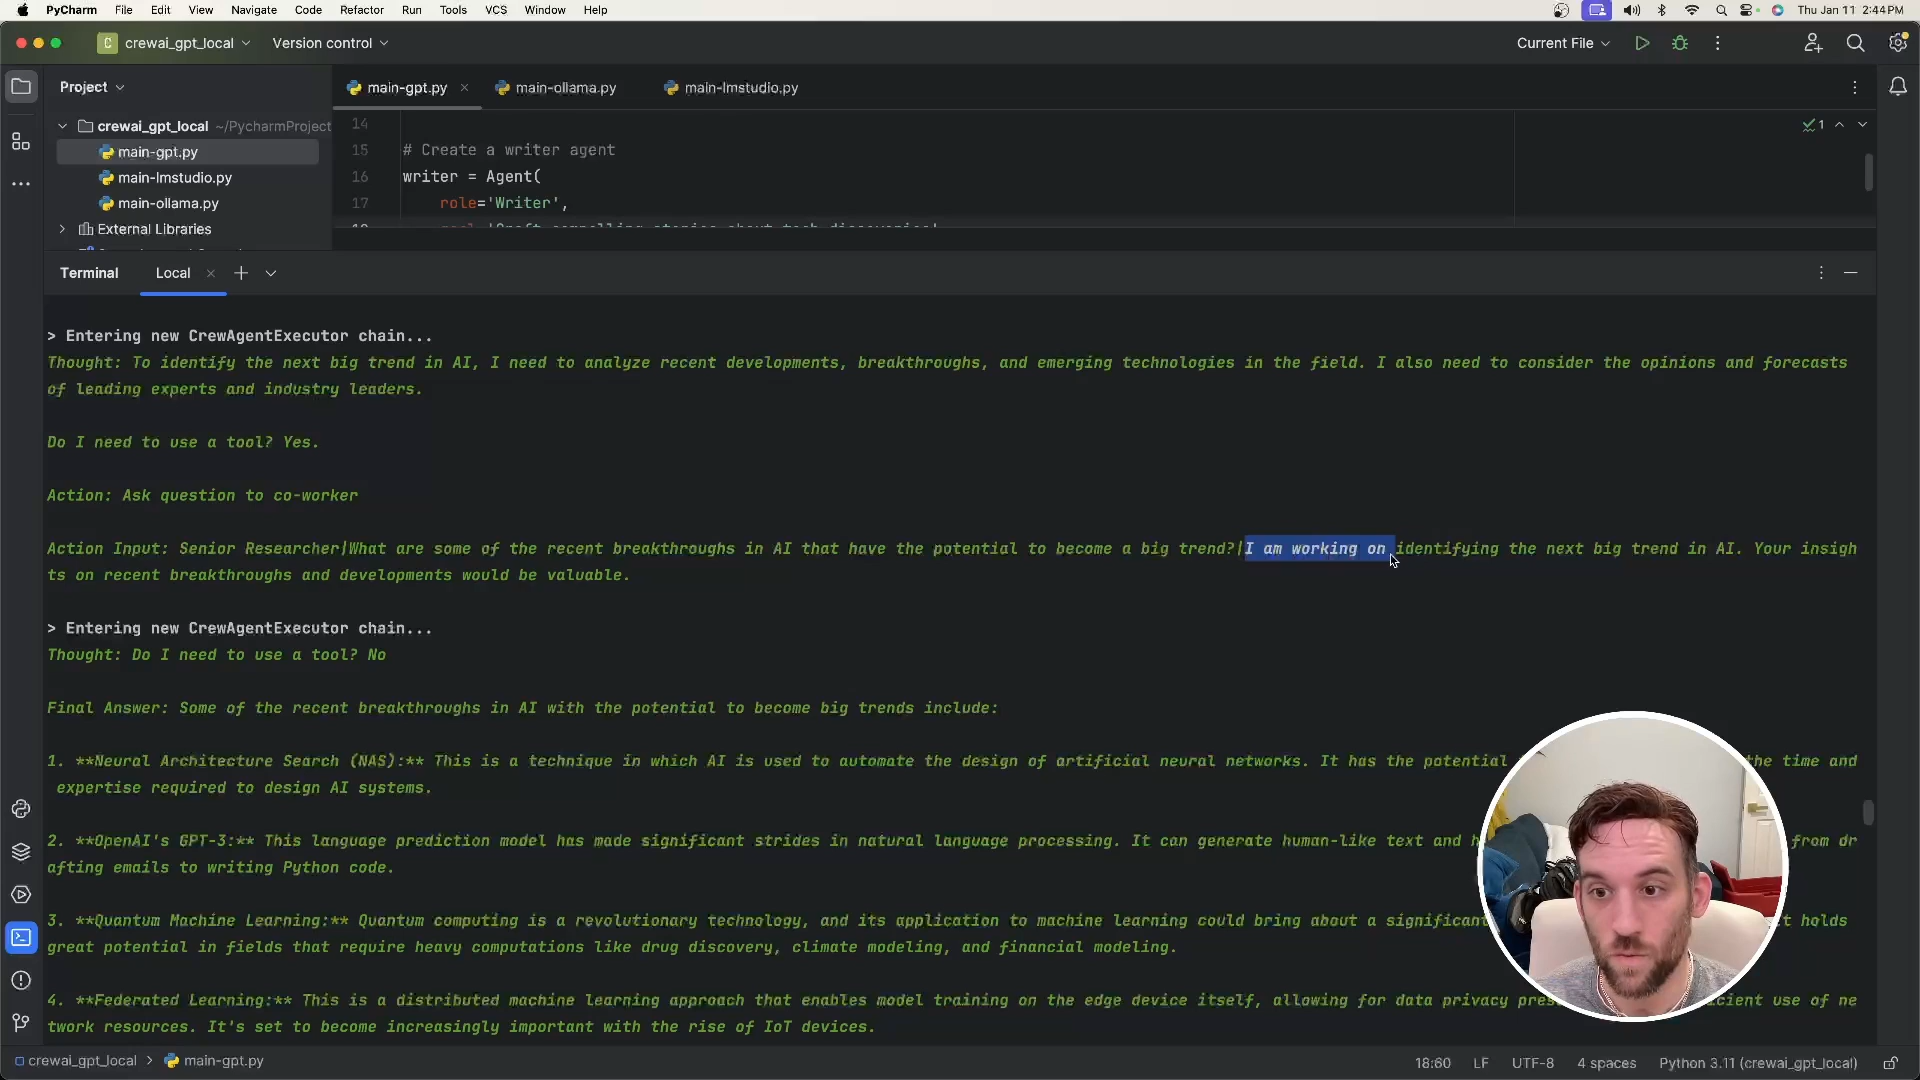 PyCharm File Edit View Navigate Code Refactor Run Tools VCS Window Help Thu Jan 11 2:44 PM
C crewai_gpt_local Version control Current File
Project main-gpt.py main-ollama.py main-lmstudio.py
crewai_gpt_local ~/PycharmProject
main-gpt.py
main-lmstudio.py
main-ollama.py
External Libraries
14
15 # Create a writer agent
16 writer = Agent(
17 role='Writer',
1
Terminal Local
> Entering new CrewAgentExecutor chain...
Thought: To identify the next big trend in AI, I need to analyze recent developments, breakthroughs, and emerging technologies in the field. I also need to consider the opinions and forecasts
of leading experts and industry leaders.
Do I need to use a tool? Yes.
Action: Ask question to co-worker
Action Input: Senior Researcher|What are some of the recent breakthroughs in AI that have the potential to become a big trend?|I am working on identifying the next big trend in AI. Your insigh
ts on recent breakthroughs and developments would be valuable.
> Entering new CrewAgentExecutor chain...
Thought: Do I need to use a tool? No
Final Answer: Some of the recent breakthroughs in AI with the potential to become big trends include:
1. **Neural Architecture Search (NAS):** This is a technique in which AI is used to automate the design of artificial neural networks. It has the potential the time and
expertise required to design AI systems.
2. **OpenAI's GPT-3:** This language prediction model has made significant strides in natural language processing. It can generate human-like text and h from dr
afting emails to writing Python code.
3. **Quantum Machine Learning:** Quantum computing is a revolutionary technology, and its application to machine learning could bring about a significant t holds
great potential in fields that require heavy computations like drug discovery, climate modeling, and financial modeling.
4. **Federated Learning:** This is a distributed machine learning approach that enables model training on the edge device itself, allowing for data privacy pres icient use of ne
twork resources. It's set to become increasingly important with the rise of IoT devices.
crewai_gpt_local > main-gpt.py 18:60 LF UTF-8 4 spaces Python 3.11 (crewai_gpt_local)